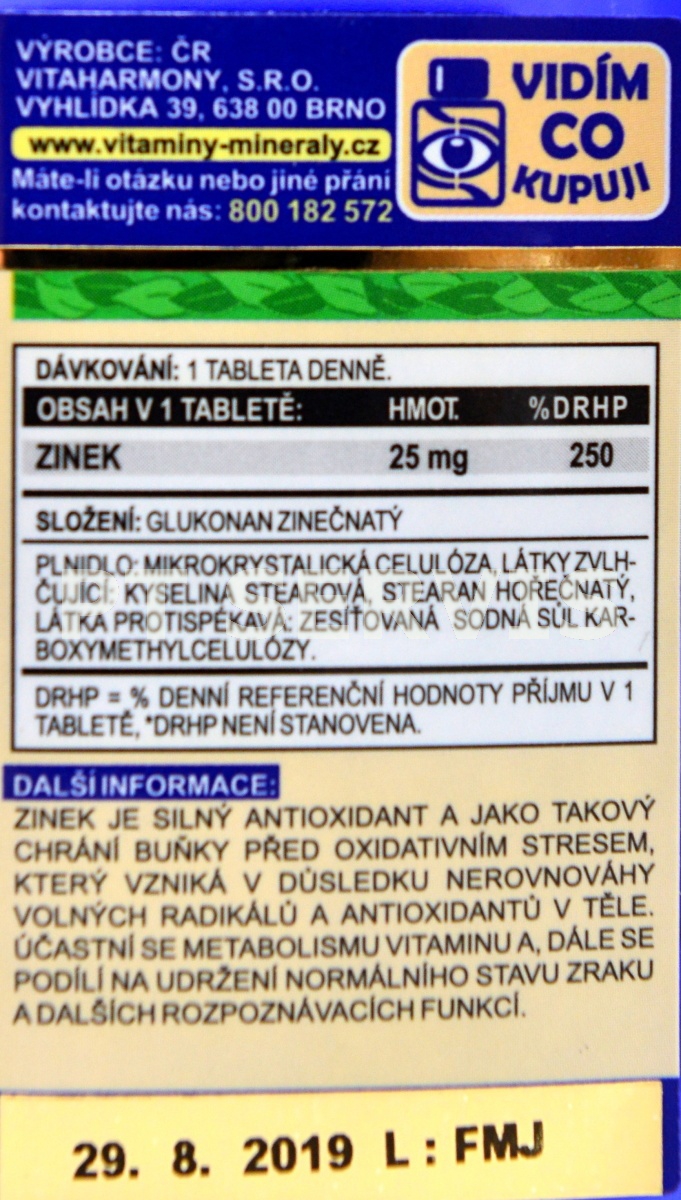 VÝROBCE: ČR
VITAHARMONY, S.R.O.
VYHLÍDKA 39, 638 00 BRNO
www.vitaminy-mineraly.cz
Máte-li otázku nebo jiné přání
kontaktujte nás: 800 182 572
VIDÍM
CO
KUPUJI
DÁVKOVÁNÍ: 1 TABLETA DENNĚ.
OBSAH V 1 TABLETĚ: HMOT. %DRHP
ZINEK 25 mg 250
SLOŽENÍ: GLUKONAN ZINEČNATÝ
PLNIDLO: MIKROKRYSTALICKÁ CELULÓZA, LÁTKY ZVLH-
ČUJÍCÍ: KYSELINA STEAROVÁ, STEARAN HOŘEČNATÝ,
LÁTKA PROTISPÉKAVÁ: ZESÍŤOVANÁ SODNÁ SŮL KAR-
BOXYMETHYLCELULÓZY.
DRHP = % DENNÍ REFERENČNÍ HODNOTY PŘÍJMU V 1
TABLETĚ, *DRHP NENÍ STANOVENA.
DALŠÍ INFORMACE:
ZINEK JE SILNÝ ANTIOXIDANT A JAKO TAKOVÝ
CHRÁNÍ BUŇKY PŘED OXIDATIVNÍM STRESEM,
KTERÝ VZNIKÁ V DŮSLEDKU NEROVNOVÁHY
VOLNÝCH RADIKÁLŮ A ANTIOXIDANTŮ V TĚLE.
ÚČASTNÍ SE METABOLISMU VITAMINU A, DÁLE SE
PODÍLÍ NA UDRŽENÍ NORMÁLNÍHO STAVU ZRAKU
A DALŠÍCH ROZPOZNÁVACÍCH FUNKCÍ.
29. 8. 2019 L : FMJ